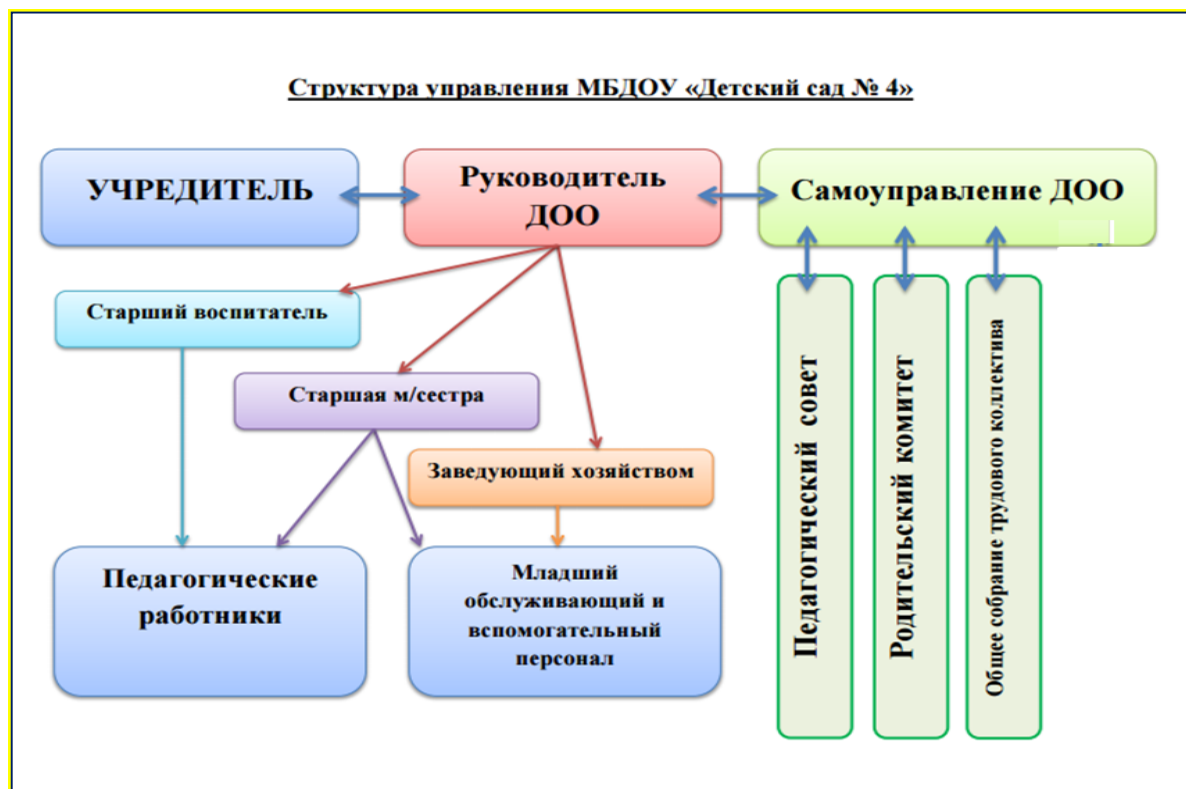 Структура управления МБДОУ «Детский сад № 4»
УЧРЕДИТЕЛЬ
Руководитель
ДОО
Самоуправление ДОО
Старший воспитатель
Старшая м/сестра
Заведующий хозяйством
Педагогические
работники
Младший
обслуживающий и
вспомогательный
персонал
Педагогический совет
Родительский комитет
Общее собрание трудового коллектива